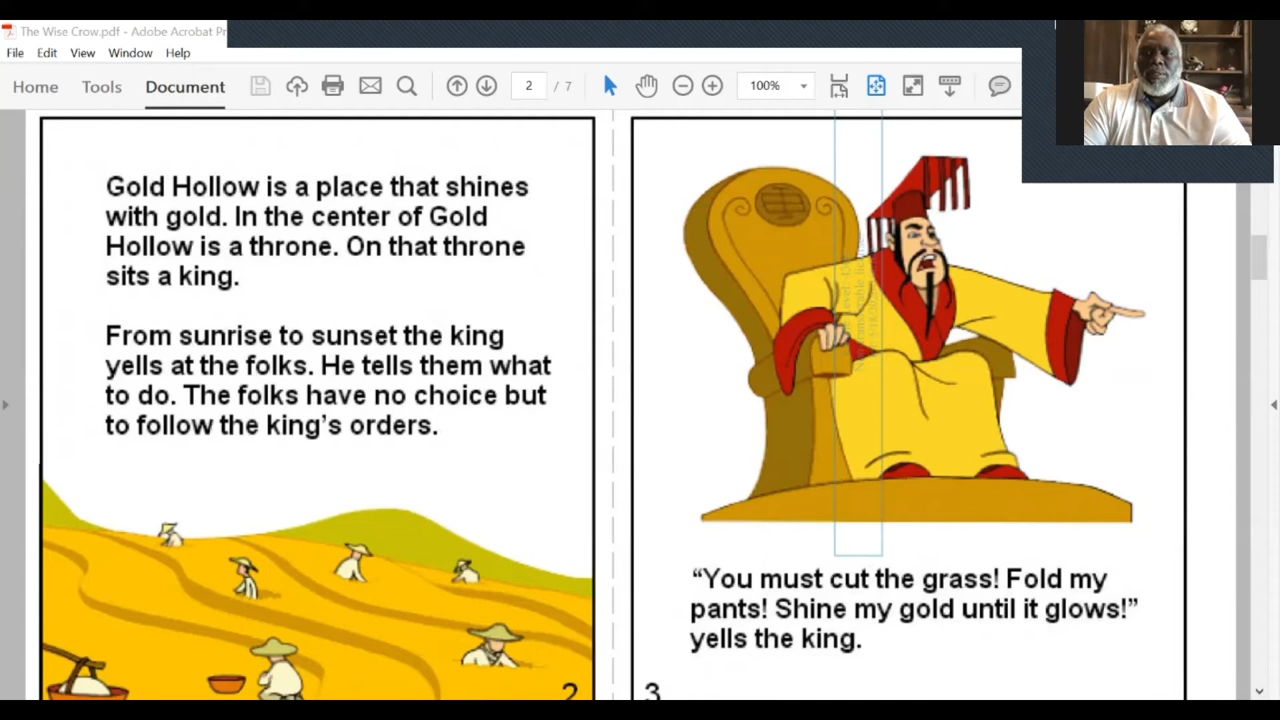 The Wise Crow.pdf - Adobe Acrobat Pr
File Edit View Window Help
Home Tools Document 2 / 7 100%
Gold Hollow is a place that shines
with gold. In the center of Gold
Hollow is a throne. On that throne
sits a king.
From sunrise to sunset the king
yells at the folks. He tells them what
to do. The folks have no choice but
to follow the king's orders.
2
"You must cut the grass! Fold my
pants! Shine my gold until it glows!"
yells the king.
3